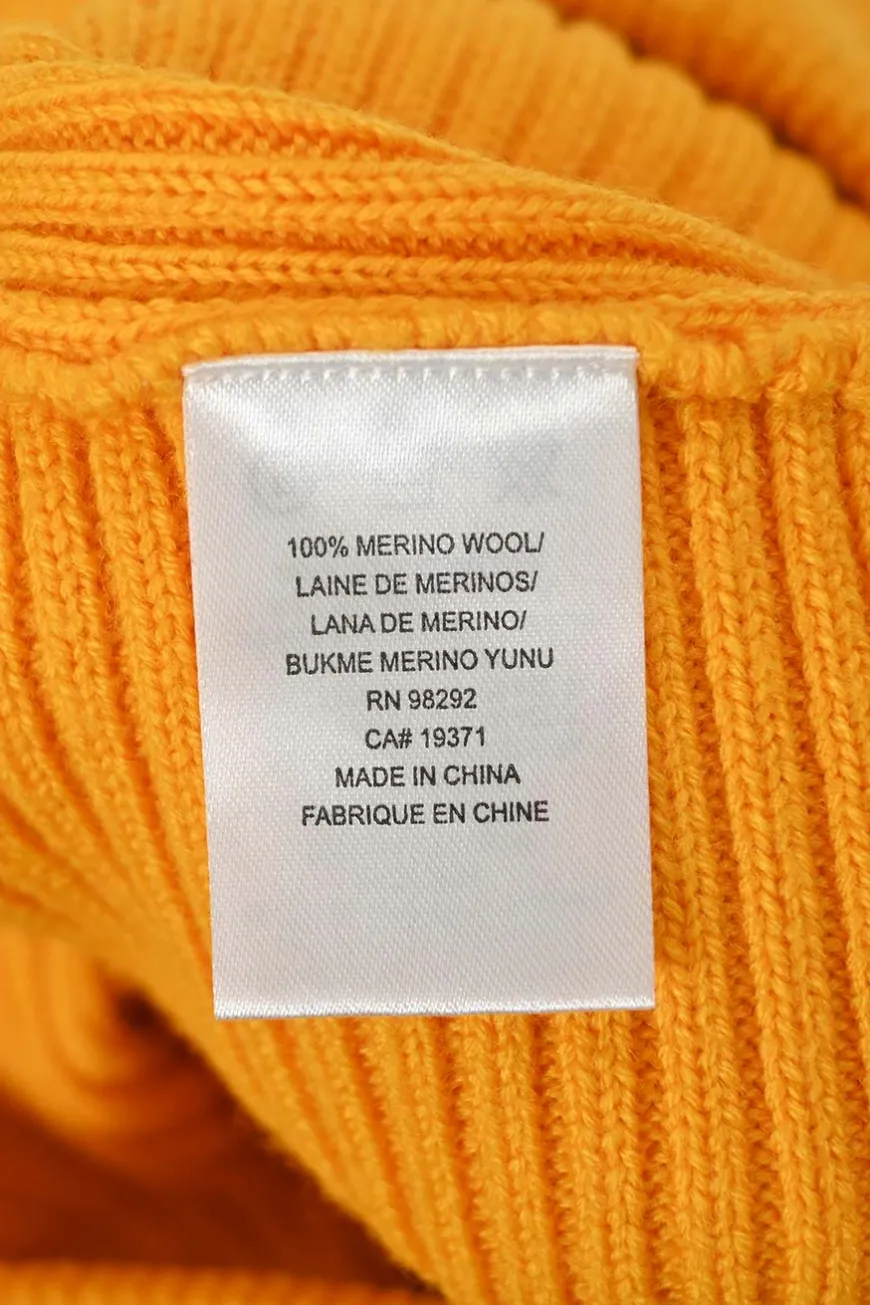 100% MERINO WOOL/
LAINE DE MERINOS/
LANA DE MERINO/
BUKME MERINO YUNU
RN 98292
CA# 19371
MADE IN CHINA
FABRIQUE EN CHINE